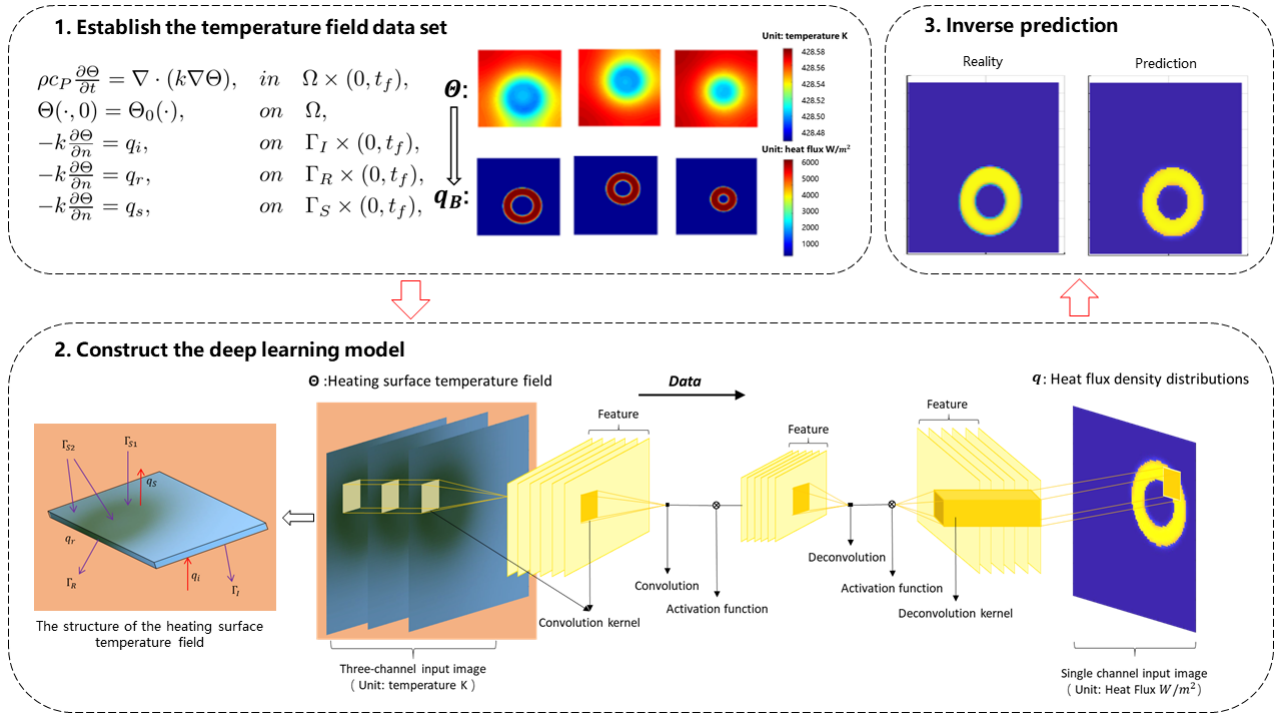 1. Establish the temperature field data set
ρc_P ∂Θ/∂t = ∇ · (k∇Θ), in Ω × (0, t_f),
Θ(·, 0) = Θ_0(·), on Ω,
−k ∂Θ/∂n = q_i, on Γ_I × (0, t_f),
−k ∂Θ/∂n = q_r, on Γ_R × (0, t_f),
−k ∂Θ/∂n = q_s, on Γ_S × (0, t_f),
Θ:
q_B:
Unit: temperature K
428.58
428.56
428.54
428.52
428.50
428.48
Unit: heat flux W/m²
6000
5000
4000
3000
2000
1000
3. Inverse prediction
Reality
Prediction
2. Construct the deep learning model
Θ :Heating surface temperature field
Data
q: Heat flux density distributions
Γ_S2
Γ_S1
q_S
q_r
Γ_R
q_i
Γ_I
The structure of the heating surface
temperature field
Feature
Feature
Feature
Convolution
Activation function
Convolution kernel
Deconvolution
Activation function
Deconvolution kernel
Three-channel input image
( Unit: temperature K )
Single channel input image
( Unit: Heat Flux W/m²)